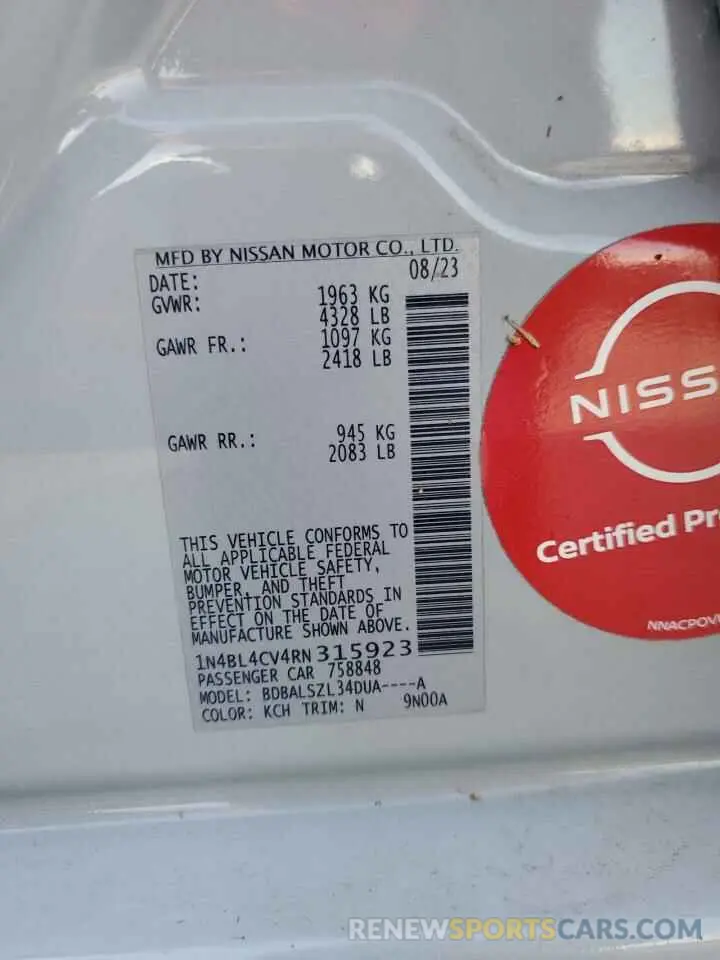 MFD BY NISSAN MOTOR CO., LTD.
DATE: 08/23
GVWR: 1963 KG
4328 LB
GAWR FR.: 1097 KG
2418 LB
GAWR RR.: 945 KG
2083 LB
THIS VEHICLE CONFORMS TO
ALL APPLICABLE FEDERAL
MOTOR VEHICLE SAFETY,
BUMPER, AND THEFT
PREVENTION STANDARDS IN
EFFECT ON THE DATE OF
MANUFACTURE SHOWN ABOVE.
1N4BL4CV4RN315923
PASSENGER CAR 758848
MODEL: BDBALSZL34DUA----A
COLOR: KCH TRIM: N 9N00A
NISS
Certified Pr
NNACPOV
RENEWSPORTSCARS.COM